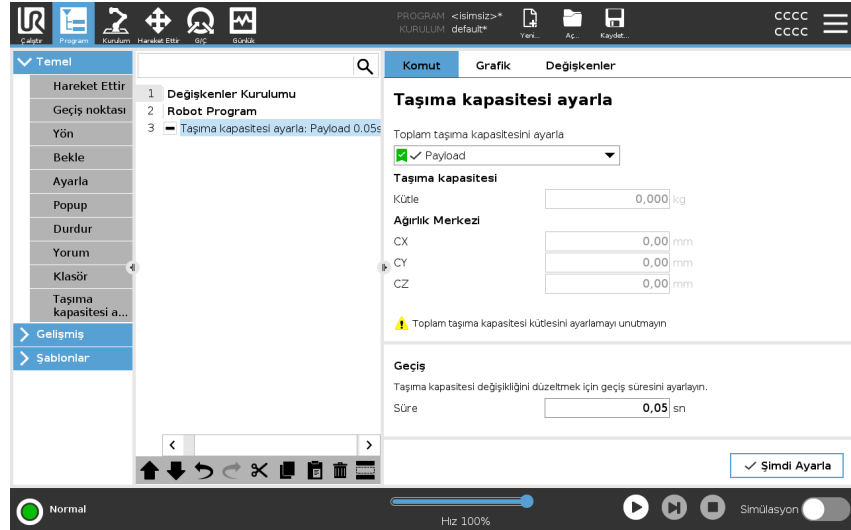 UR
PROGRAM <isimsiz>*
KURULUM default*
cccc
cccc
Çalıştır Program Kurulum Hareket Ettir G/Ç Günlük Yeni... Aç... Kaydet...
Temel
Hareket Ettir
Geçiş noktası
Yön
Bekle
Ayarla
Popup
Durdur
Yorum
Klasör
Taşıma
kapasitesi a...
Gelişmiş
Şablonlar
1 Değişkenler Kurulumu
2 Robot Program
3 Taşıma kapasitesi ayarla: Payload 0.05s
Komut Grafik Değişkenler
Taşıma kapasitesi ayarla
Toplam taşıma kapasitesini ayarla
Payload
Taşıma kapasitesi
Kütle 0,000 kg
Ağırlık Merkezi
CX 0,00 mm
CY 0,00 mm
CZ 0,00 mm
Toplam taşıma kapasitesi kütlesini ayarlamayı unutmayın
Geçiş
Taşıma kapasitesi değişikliğini düzeltmek için geçiş süresini ayarlayın.
Süre 0,05 sn
Şimdi Ayarla
Normal
Hız 100%
Simülasyon